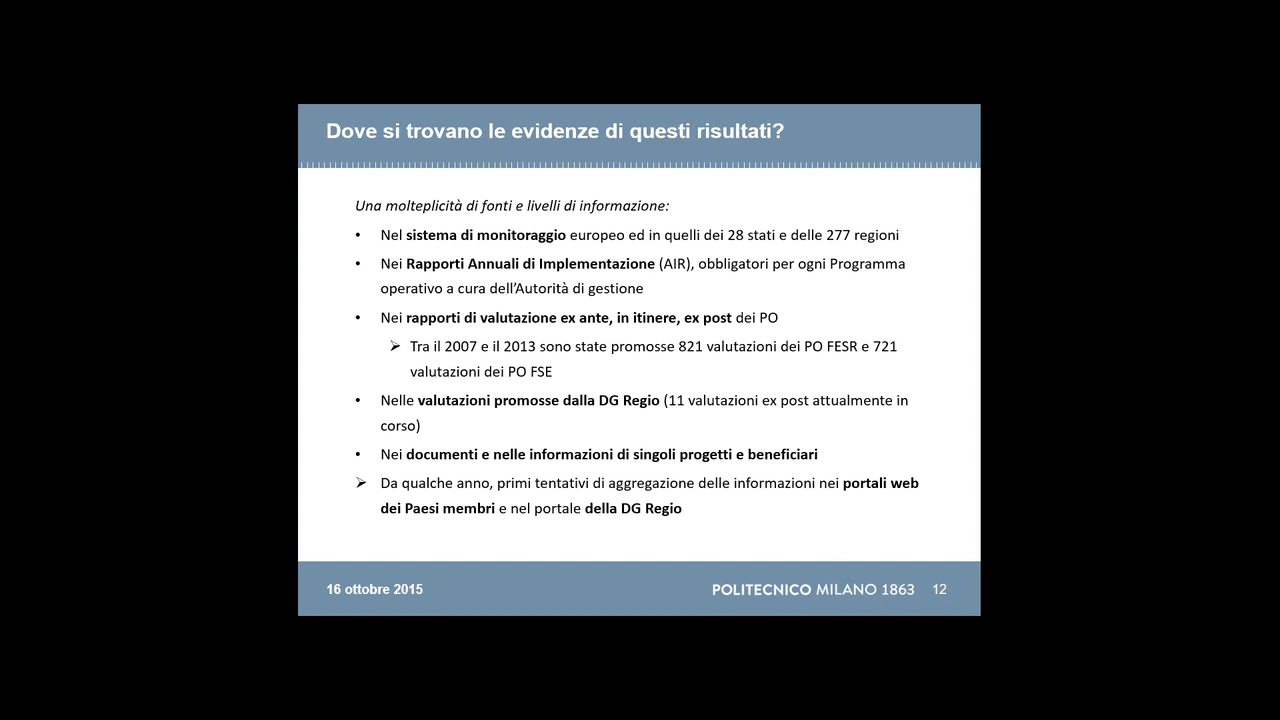 Dove si trovano le evidenze di questi risultati?
Una molteplicità di fonti e livelli di informazione:
• Nel sistema di monitoraggio europeo ed in quelli dei 28 stati e delle 277 regioni
• Nei Rapporti Annuali di Implementazione (AIR), obbligatori per ogni Programma
operativo a cura dell’Autorità di gestione
• Nei rapporti di valutazione ex ante, in itinere, ex post dei PO
➢ Tra il 2007 e il 2013 sono state promosse 821 valutazioni dei PO FESR e 721
valutazioni dei PO FSE
• Nelle valutazioni promosse dalla DG Regio (11 valutazioni ex post attualmente in
corso)
• Nei documenti e nelle informazioni di singoli progetti e beneficiari
➢ Da qualche anno, primi tentativi di aggregazione delle informazioni nei portali web
dei Paesi membri e nel portale della DG Regio
16 ottobre 2015 POLITECNICO MILANO 1863 12